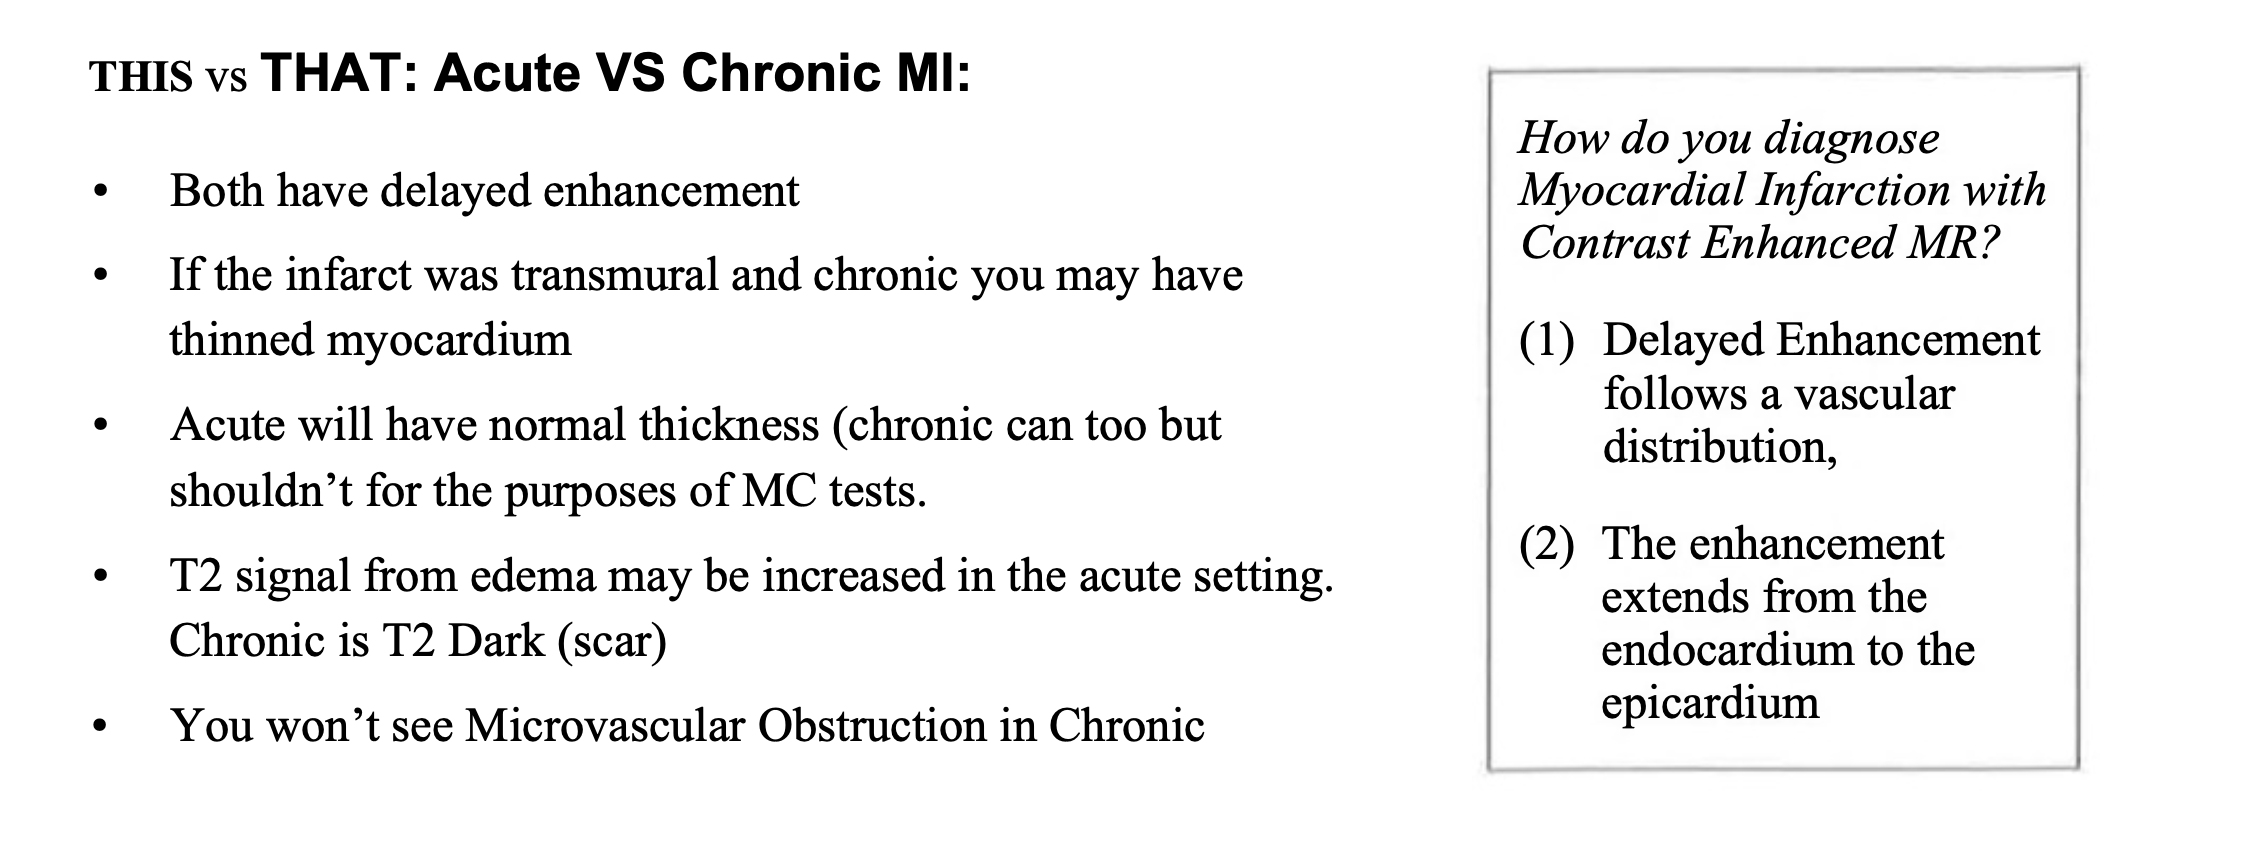 THIS vs THAT: Acute VS Chronic MI:
• Both have delayed enhancement
• If the infarct was transmural and chronic you may have
thinned myocardium
• Acute will have normal thickness (chronic can too but
shouldn’t for the purposes of MC tests.
• T2 signal from edema may be increased in the acute setting.
Chronic is T2 Dark (scar)
• You won’t see Microvascular Obstruction in Chronic
How do you diagnose
Myocardial Infarction with
Contrast Enhanced MR?
(1) Delayed Enhancement
follows a vascular
distribution,
(2) The enhancement
extends from the
endocardium to the
epicardium